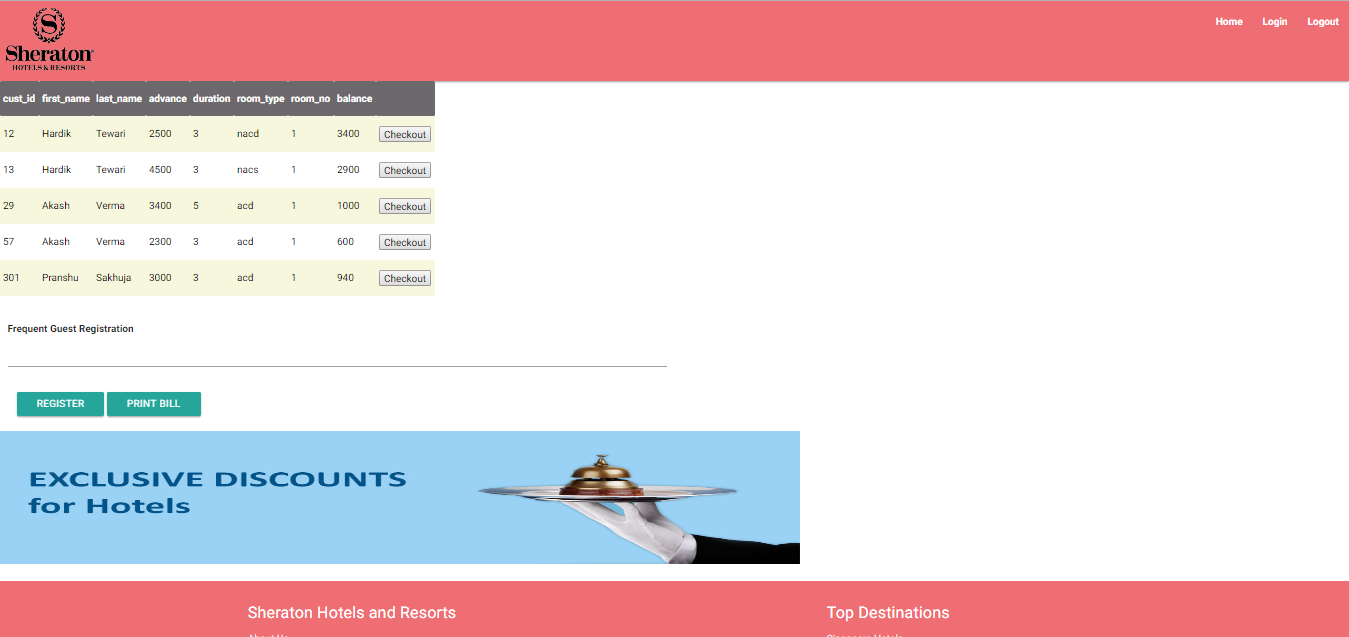 Home Login Logout
S
Sheraton
HOTELS & RESORTS
cust_id first_name last_name advance duration room_type room_no balance
12 Hardik Tewari 2500 3 nacd 1 3400 Checkout
13 Hardik Tewari 4500 3 nacs 1 2900 Checkout
29 Akash Verma 3400 5 acd 1 1000 Checkout
57 Akash Verma 2300 3 acd 1 600 Checkout
301 Pranshu Sakhuja 3000 3 acd 1 940 Checkout
Frequent Guest Registration
REGISTER PRINT BILL
EXCLUSIVE DISCOUNTS
for Hotels
Sheraton Hotels and Resorts Top Destinations